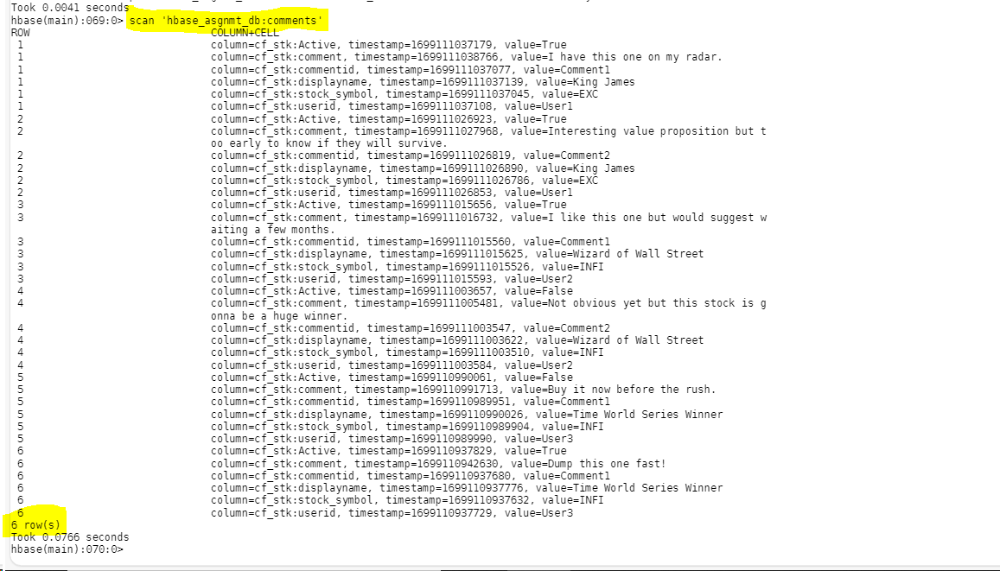 Took 0.0041 seconds
hbase(main):069:0> scan 'hbase_asgnmt_db:comments'
ROW COLUMN+CELL
1 column=cf_stk:Active, timestamp=1699111037179, value=True
1 column=cf_stk:comment, timestamp=1699111038766, value=I have this one on my radar.
1 column=cf_stk:commentid, timestamp=1699111037077, value=Comment1
1 column=cf_stk:displayname, timestamp=1699111037139, value=King James
1 column=cf_stk:stock_symbol, timestamp=1699111037045, value=EXC
1 column=cf_stk:userid, timestamp=1699111037108, value=User1
2 column=cf_stk:Active, timestamp=1699111026923, value=True
2 column=cf_stk:comment, timestamp=1699111027968, value=Interesting value proposition but t
oo early to know if they will survive.
2 column=cf_stk:commentid, timestamp=1699111026819, value=Comment2
2 column=cf_stk:displayname, timestamp=1699111026890, value=King James
2 column=cf_stk:stock_symbol, timestamp=1699111026786, value=EXC
2 column=cf_stk:userid, timestamp=1699111026853, value=User1
3 column=cf_stk:Active, timestamp=1699111015656, value=True
3 column=cf_stk:comment, timestamp=1699111016732, value=I like this one but would suggest w
aiting a few months.
3 column=cf_stk:commentid, timestamp=1699111015560, value=Comment1
3 column=cf_stk:displayname, timestamp=1699111015625, value=Wizard of Wall Street
3 column=cf_stk:stock_symbol, timestamp=1699111015526, value=INFI
3 column=cf_stk:userid, timestamp=1699111015593, value=User2
4 column=cf_stk:Active, timestamp=1699111003657, value=False
4 column=cf_stk:comment, timestamp=1699111005481, value=Not obvious yet but this stock is g
onna be a huge winner.
4 column=cf_stk:commentid, timestamp=1699111003547, value=Comment2
4 column=cf_stk:displayname, timestamp=1699111003622, value=Wizard of Wall Street
4 column=cf_stk:stock_symbol, timestamp=1699111003510, value=INFI
4 column=cf_stk:userid, timestamp=1699111003584, value=User2
5 column=cf_stk:Active, timestamp=1699110990061, value=False
5 column=cf_stk:comment, timestamp=1699110991713, value=Buy it now before the rush.
5 column=cf_stk:commentid, timestamp=1699110989951, value=Comment1
5 column=cf_stk:displayname, timestamp=1699110990026, value=Time World Series Winner
5 column=cf_stk:stock_symbol, timestamp=1699110989904, value=INFI
5 column=cf_stk:userid, timestamp=1699110989990, value=User3
6 column=cf_stk:Active, timestamp=1699110937829, value=True
6 column=cf_stk:comment, timestamp=1699110942630, value=Dump this one fast!
6 column=cf_stk:commentid, timestamp=1699110937680, value=Comment1
6 column=cf_stk:displayname, timestamp=1699110937776, value=Time World Series Winner
6 column=cf_stk:stock_symbol, timestamp=1699110937632, value=INFI
6 column=cf_stk:userid, timestamp=1699110937729, value=User3
6 row(s)
Took 0.0766 seconds
hbase(main):070:0>